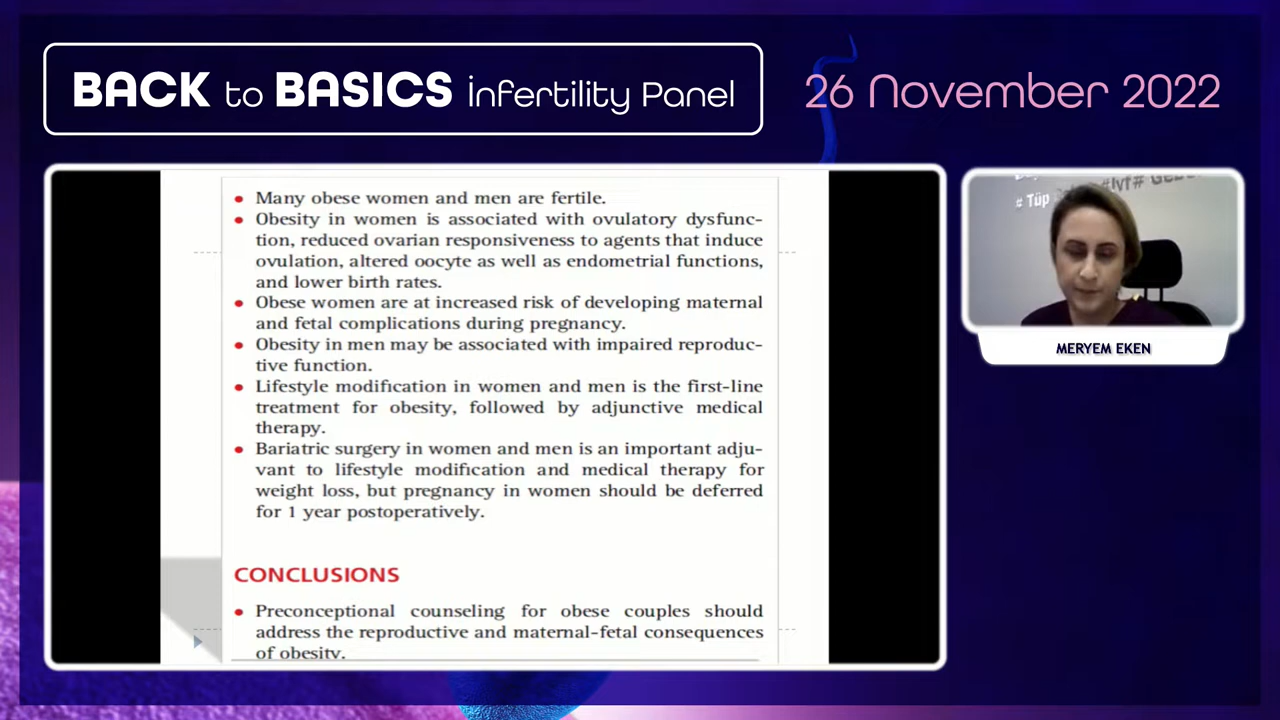 BACK to BASICS infertility Panel
26 November 2022
• Many obese women and men are fertile.
• Obesity in women is associated with ovulatory dysfunc-
tion, reduced ovarian responsiveness to agents that induce
ovulation, altered oocyte as well as endometrial functions,
and lower birth rates.
• Obese women are at increased risk of developing maternal
and fetal complications during pregnancy.
• Obesity in men may be associated with impaired reproduc-
tive function.
• Lifestyle modification in women and men is the first-line
treatment for obesity, followed by adjunctive medical
therapy.
• Bariatric surgery in women and men is an important adju-
vant to lifestyle modification and medical therapy for
weight loss, but pregnancy in women should be deferred
for 1 year postoperatively.
CONCLUSIONS
• Preconceptional counseling for obese couples should
address the reproductive and maternal-fetal consequences
of obesity.
# Tüp
#ivf#
MERYEM EKEN